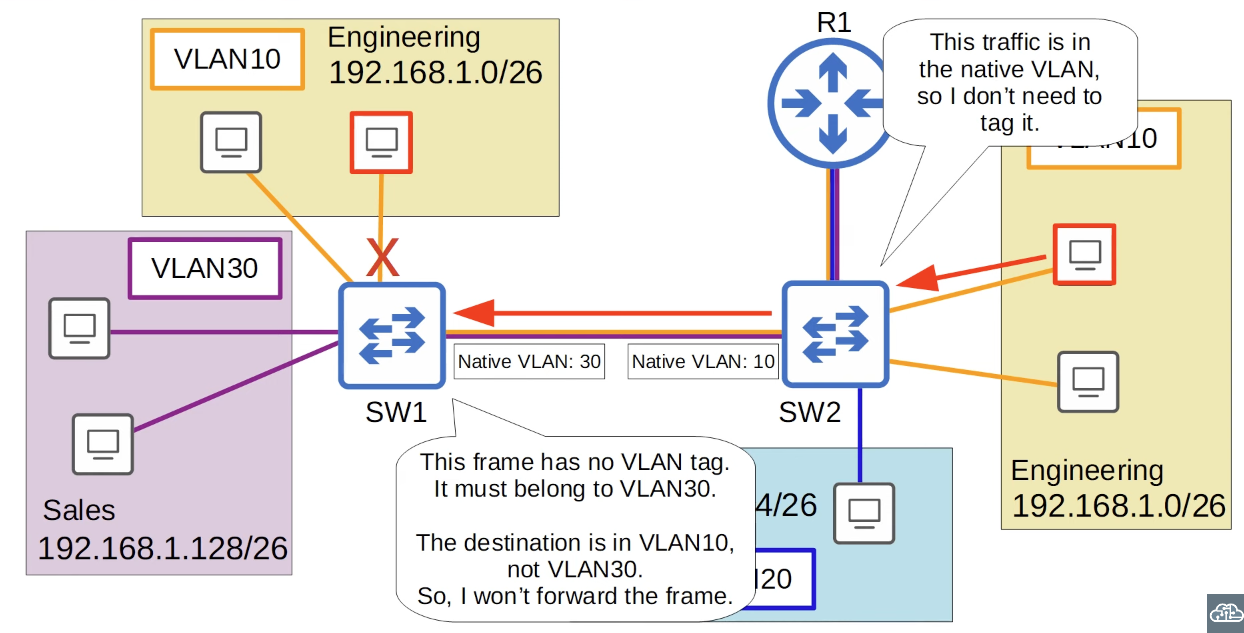 VLAN10
Engineering
192.168.1.0/26
R1
This traffic is in
the native VLAN,
so I don't need to
tag it.
VLAN30
Sales
192.168.1.128/26
Native VLAN: 30
Native VLAN: 10
SW1
SW2
This frame has no VLAN tag.
It must belong to VLAN30.
The destination is in VLAN10,
not VLAN30.
So, I won't forward the frame.
4/26
20
Engineering
192.168.1.0/26